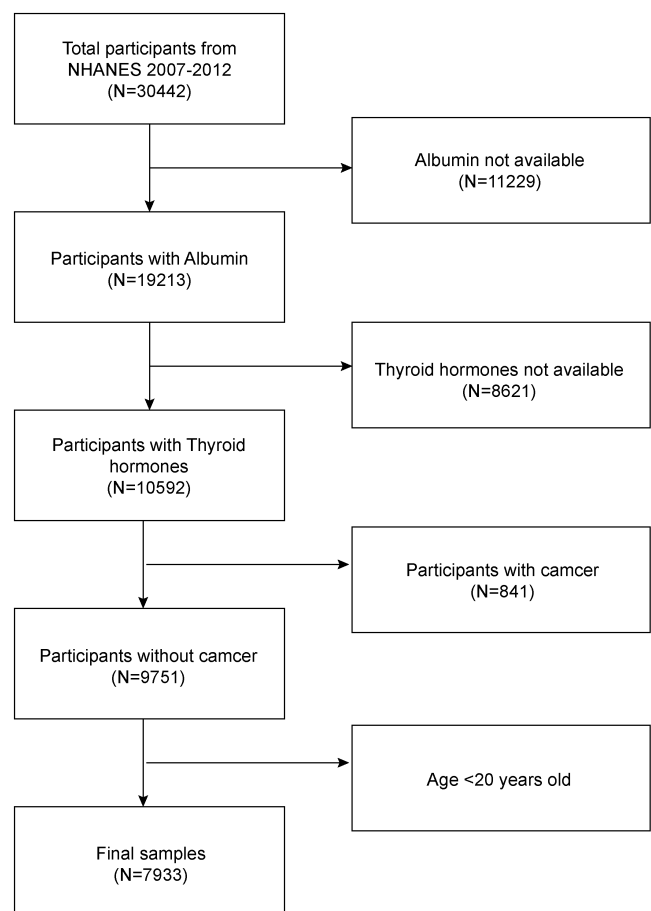 Total participants from
NHANES 2007-2012
(N=30442)
Albumin not available
(N=11229)
Participants with Albumin
(N=19213)
Thyroid hormones not available
(N=8621)
Participants with Thyroid
hormones
(N=10592)
Participants with camcer
(N=841)
Participants without camcer
(N=9751)
Age <20 years old
Final samples
(N=7933)